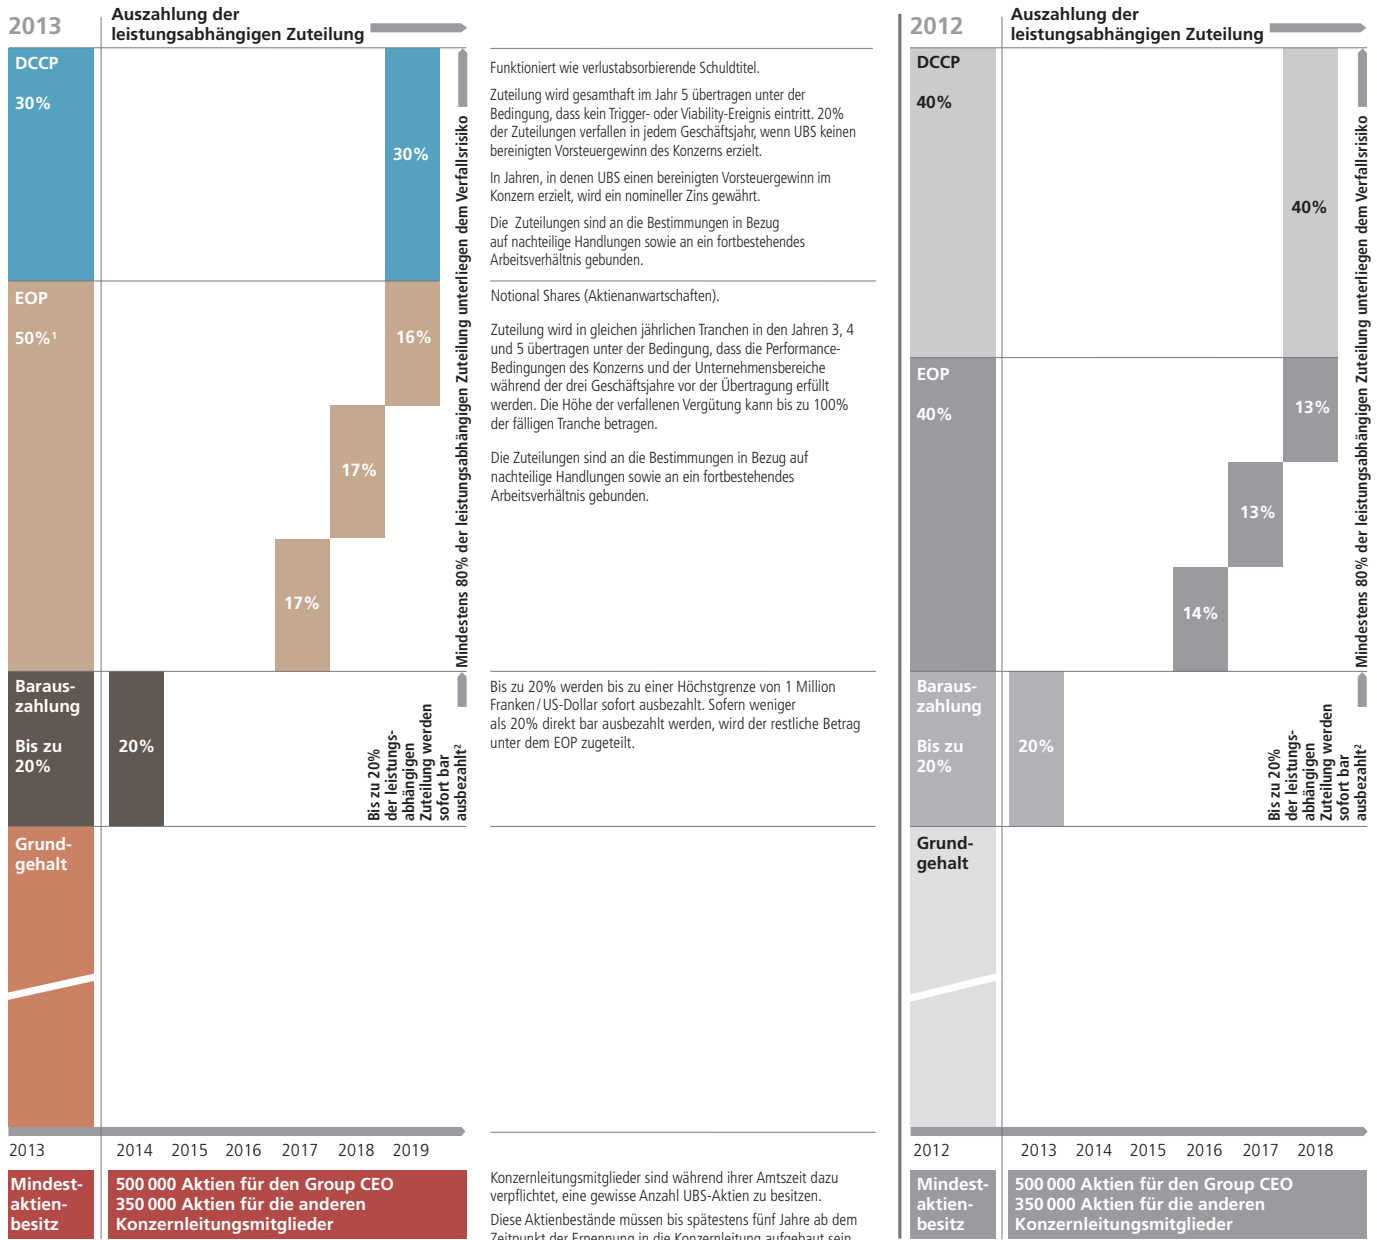 2013
Auszahlung der
leistungsabhängigen Zuteilung
DCCP
30%
30%
EOP
50%¹
16%
17%
17%
Baraus-
zahlung
Bis zu
20%
20%
Mindestens 80% der leistungsabhängigen Zuteilung unterliegen dem Verfallsrisiko
Bis zu 20%
der leistungs-
abhängigen
Zuteilung werden
sofort bar
ausbezahlt²
Grund-
gehalt
2013
2014 2015 2016 2017 2018 2019
Mindest-
aktien-
besitz
500 000 Aktien für den Group CEO
350 000 Aktien für die anderen
Konzernleitungsmitglieder
Funktioniert wie verlustabsorbierende Schuldtitel.
Zuteilung wird gesamthaft im Jahr 5 übertragen unter der
Bedingung, dass kein Trigger- oder Viability-Ereignis eintritt. 20%
der Zuteilungen verfallen in jedem Geschäftsjahr, wenn UBS keinen
bereinigten Vorsteuergewinn des Konzerns erzielt.
In Jahren, in denen UBS einen bereinigten Vorsteuergewinn im
Konzern erzielt, wird ein nomineller Zins gewährt.
Die Zuteilungen sind an die Bestimmungen in Bezug
auf nachteilige Handlungen sowie an ein fortbestehendes
Arbeitsverhältnis gebunden.
Notional Shares (Aktienanwartschaften).
Zuteilung wird in gleichen jährlichen Tranchen in den Jahren 3, 4
und 5 übertragen unter der Bedingung, dass die Performance-
Bedingungen des Konzerns und der Unternehmensbereiche
während der drei Geschäftsjahre vor der Übertragung erfüllt
werden. Die Höhe der verfallenen Vergütung kann bis zu 100%
der fälligen Tranche betragen.
Die Zuteilungen sind an die Bestimmungen in Bezug auf
nachteilige Handlungen sowie an ein fortbestehendes
Arbeitsverhältnis gebunden.
Bis zu 20% werden bis zu einer Höchstgrenze von 1 Million
Franken/US-Dollar sofort ausbezahlt. Sofern weniger
als 20% direkt bar ausbezahlt werden, wird der restliche Betrag
unter dem EOP zugeteilt.
Konzernleitungsmitglieder sind während ihrer Amtszeit dazu
verpflichtet, eine gewisse Anzahl UBS-Aktien zu besitzen.
Diese Aktienbestände müssen bis spätestens fünf Jahre ab dem
Zeitpunkt der Ernennung in die Konzernleitung aufgebaut sein
2012
Auszahlung der
leistungsabhängigen Zuteilung
DCCP
40%
40%
EOP
40%
13%
13%
14%
Baraus-
zahlung
Bis zu
20%
20%
Mindestens 80% der leistungsabhängigen Zuteilung unterliegen dem Verfallsrisiko
Bis zu 20%
der leistungs-
abhängigen
Zuteilung werden
sofort bar
ausbezahlt²
Grund-
gehalt
2012
2013 2014 2015 2016 2017 2018
Mindest-
aktien-
besitz
500 000 Aktien für den Group CEO
350 000 Aktien für die anderen
Konzernleitungsmitglieder